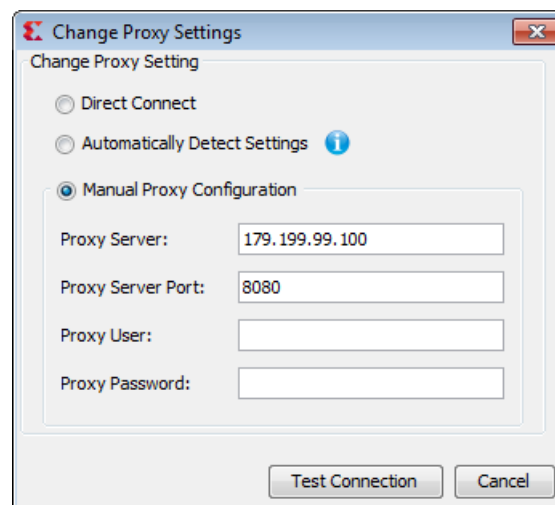 Change Proxy Settings
Change Proxy Setting
Direct Connect
Automatically Detect Settings
Manual Proxy Configuration
Proxy Server: 179.199.99.100
Proxy Server Port: 8080
Proxy User:
Proxy Password:
Test Connection Cancel